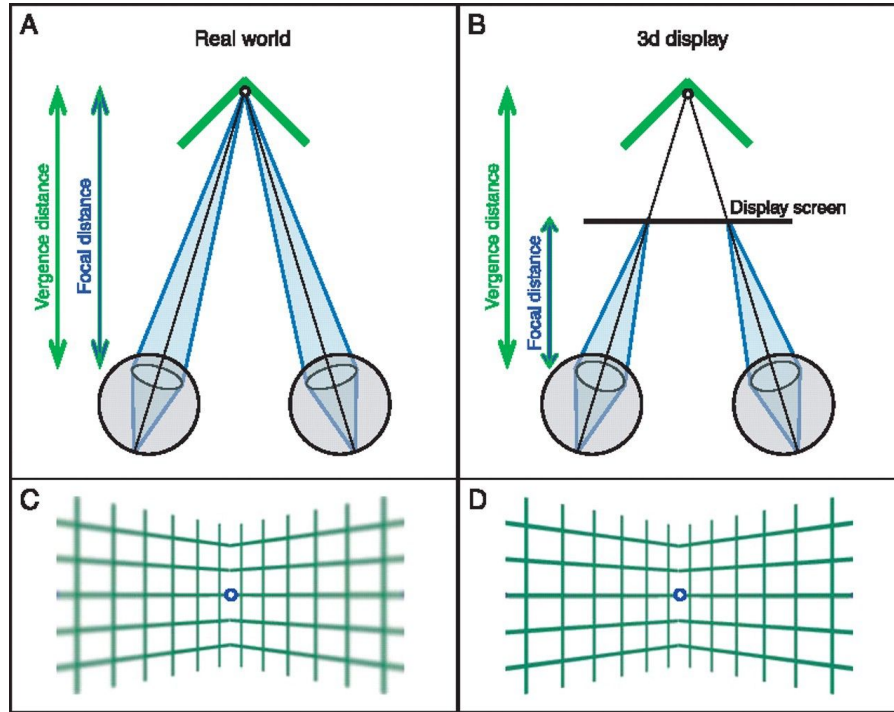 A
Real world
Vergence distance
Focal distance
B
3d display
Display screen
Vergence distance
Focal distance
C
D